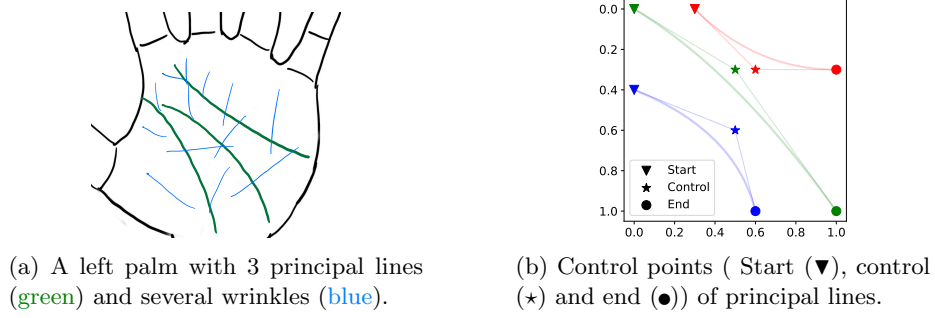 0.0
0.2
0.4
0.6
0.8
1.0
Start
Control
End
0.0 0.2 0.4 0.6 0.8 1.0
(a) A left palm with 3 principal lines
(green) and several wrinkles (blue).
(b) Control points ( Start (▼), control
(⋆) and end (●)) of principal lines.